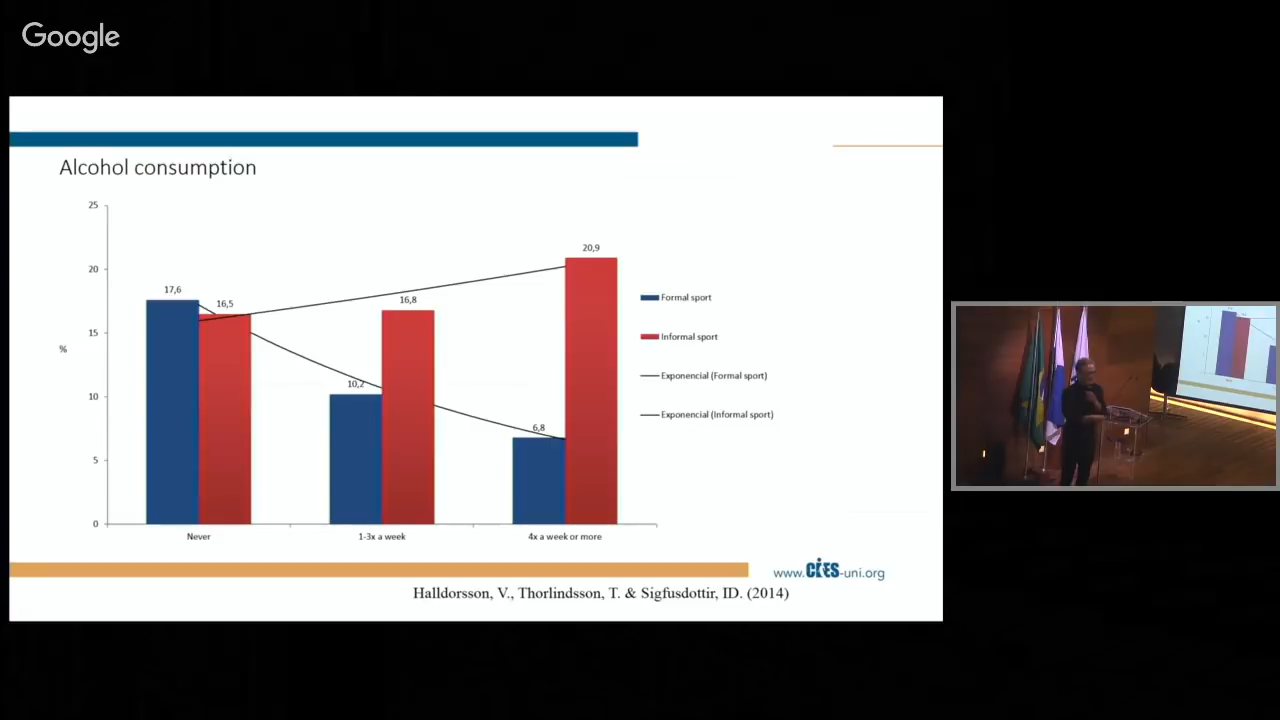 Google
Alcohol consumption
25
20
15
10
5
0
%
17,6
16,5
10,2
16,8
6,8
20,9
Never
1-3x a week
4x a week or more
Formal sport
Informal sport
Exponencial (Formal sport)
Exponencial (Informal sport)
www.CIES-uni.org
Halldorsson, V., Thorlindsson, T. & Sigfusdottir, ID. (2014)